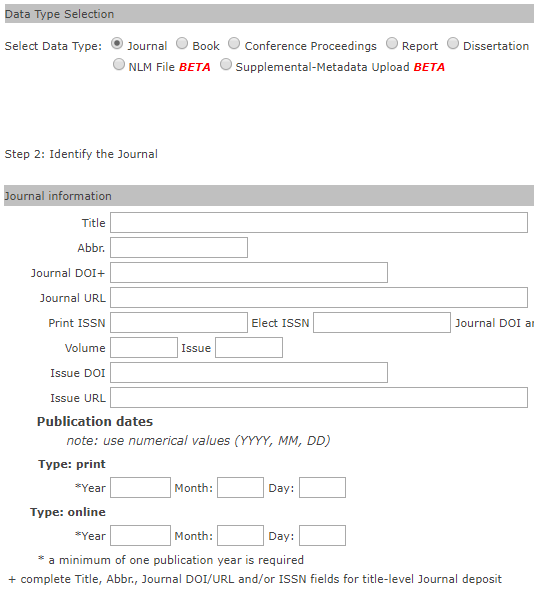 Data Type Selection
Select Data Type: Journal Book Conference Proceedings Report Dissertation
NLM File BETA Supplemental-Metadata Upload BETA
Step 2: Identify the Journal
Journal information
Title
Abbr.
Journal DOI+
Journal URL
Print ISSN Elect ISSN Journal DOI
Volume Issue
Issue DOI
Issue URL
Publication dates
note: use numerical values (YYYY, MM, DD)
Type: print
*Year Month: Day:
Type: online
*Year Month: Day:
* a minimum of one publication year is required
+ complete Title, Abbr., Journal DOI/URL and/or ISSN fields for title-level Journal deposit